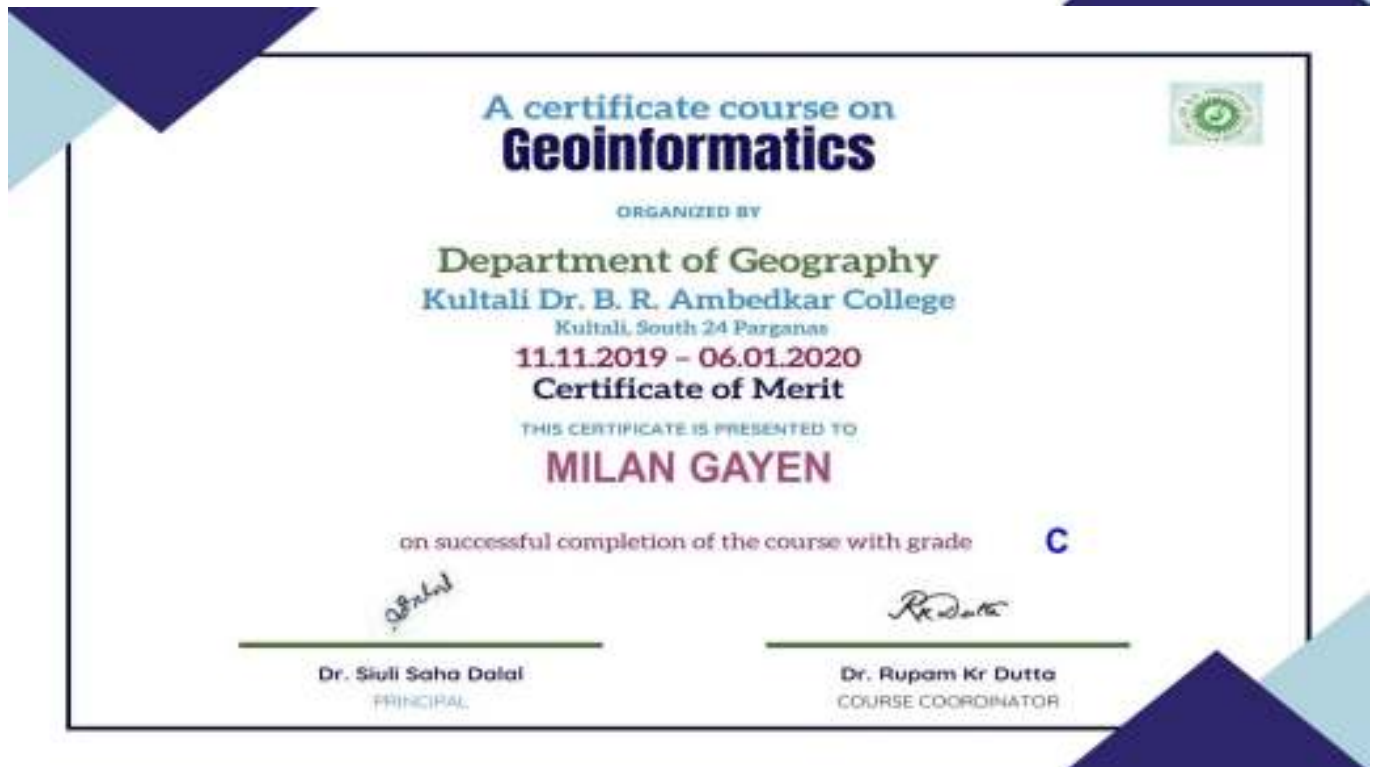 A certificate course on
Geoinformatics
ORGANIZED BY
Department of Geography
Kultali Dr. B. R. Ambedkar College
Kultali, South 24 Parganas
11.11.2019 – 06.01.2020
Certificate of Merit
THIS CERTIFICATE IS PRESENTED TO
MILAN GAYEN
on successful completion of the course with grade C
RKDutta
Dr. Siuli Saha Dalal Dr. Rupam Kr Dutta
PRINCIPAL COURSE COORDINATOR